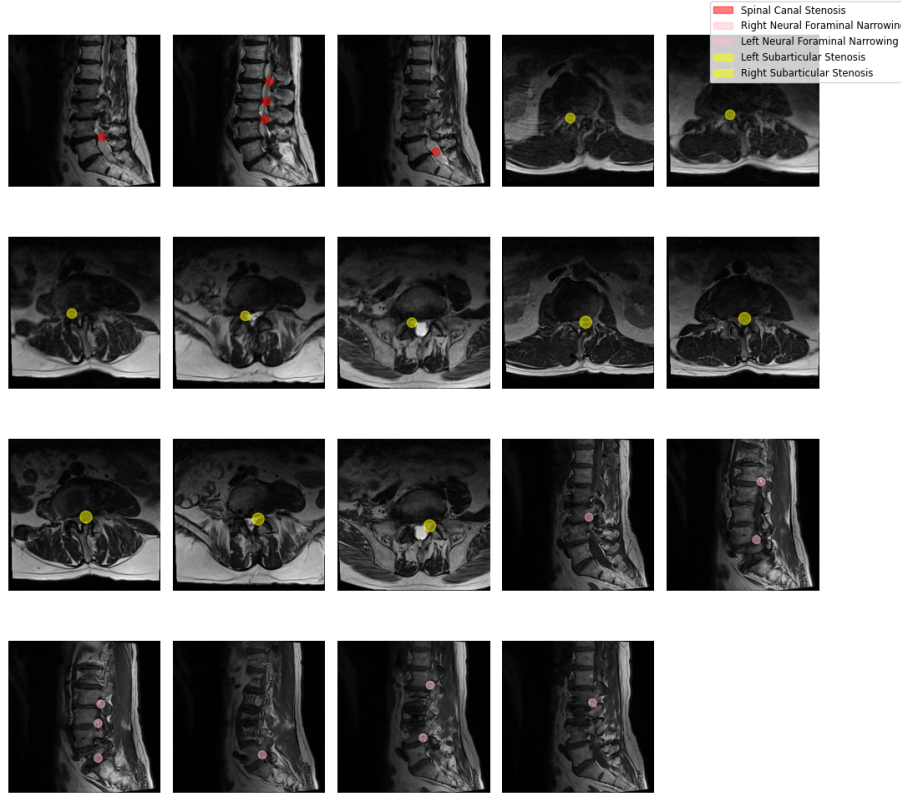 Spinal Canal Stenosis
Right Neural Foraminal Narrowing
Left Neural Foraminal Narrowing
Left Subarticular Stenosis
Right Subarticular Stenosis